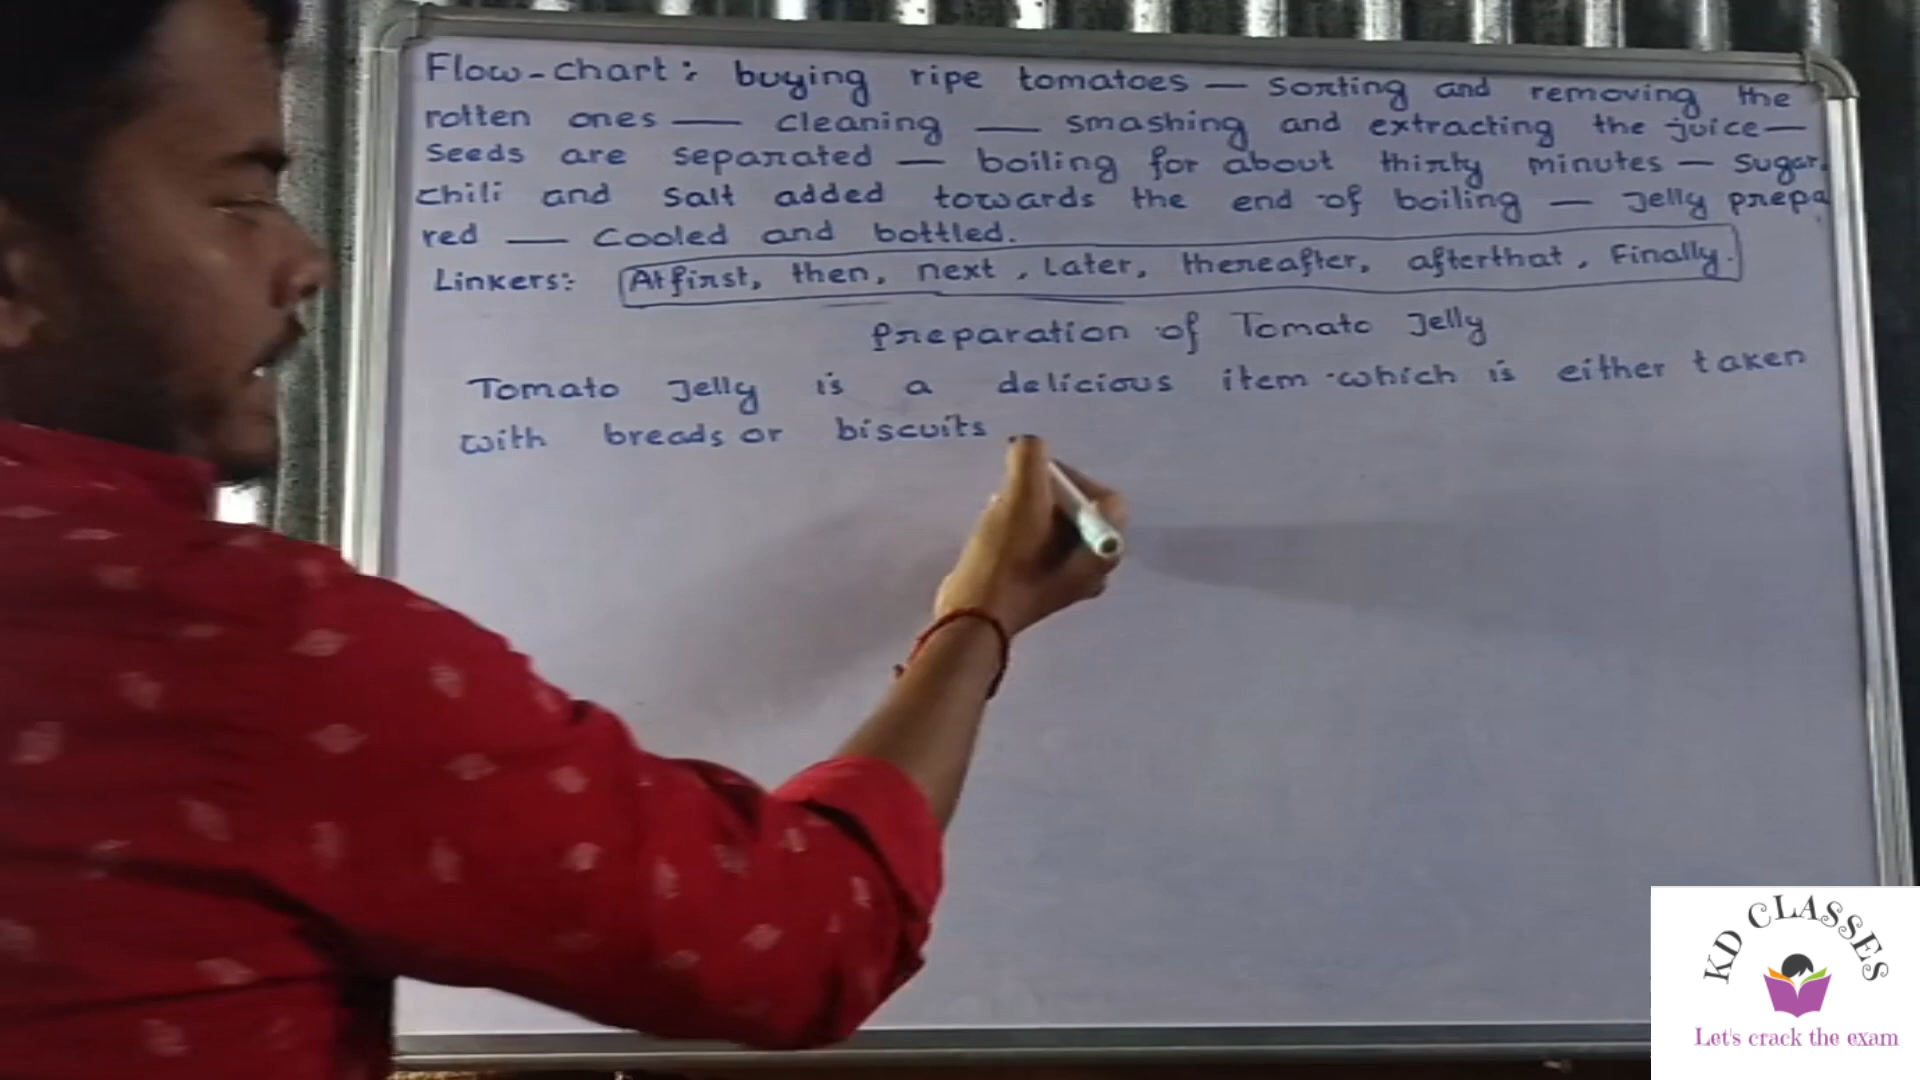 Flow-chart: buying ripe tomatoes — Sorting and removing the
rotten ones — cleaning — smashing and extracting the juice —
seeds are separated — boiling for about thirty minutes — sugar,
chili and salt added towards the end of boiling — Jelly prepa
red — cooled and bottled.
Linkers: At first, then, next, Later, thereafter, afterthat, Finally.
Preparation of Tomato Jelly
Tomato Jelly is a delicious item which is either taken
with breads or biscuits
KD CLASSES
Let's crack the exam